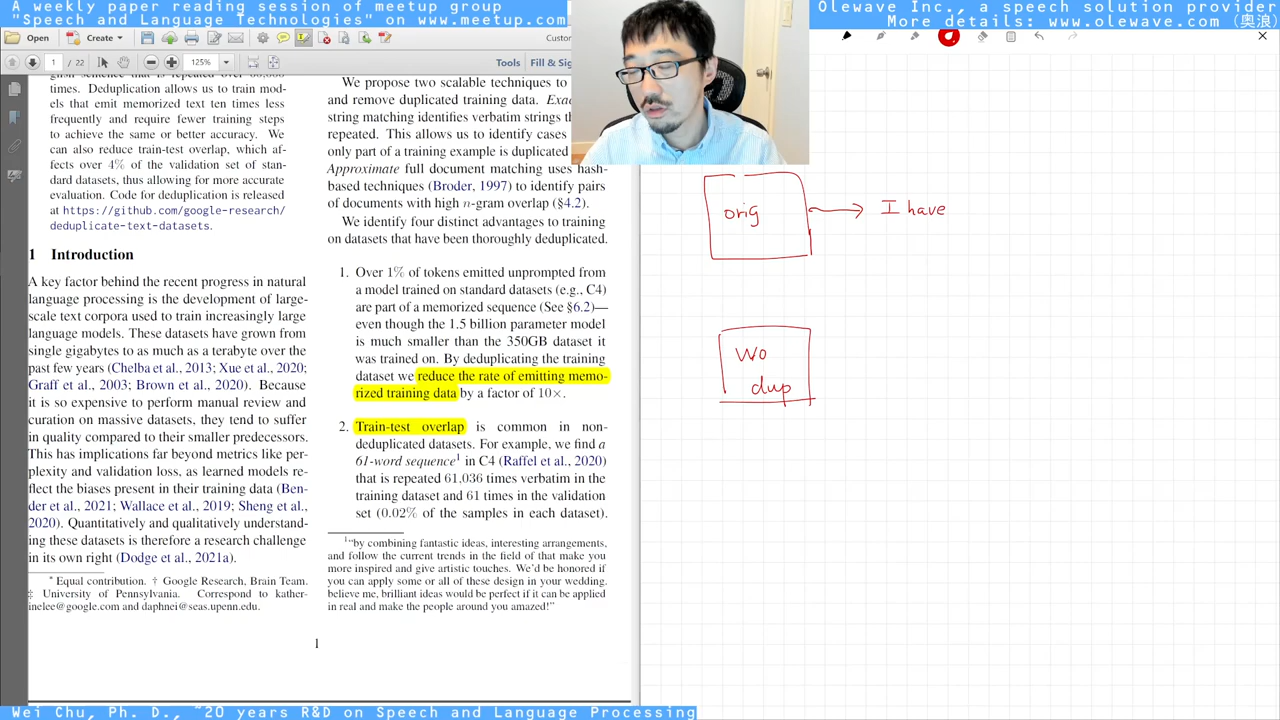 A weekly paper reading session of meetup group
"Speech and Language Technologies" on www.meetup.com
Olewave Inc., a speech solution provider
More details: www.olewave.com (奥浪)
Open
Create
Custom
1 / 22
125%
Tools
Fill & Sig
times. Deduplication allows us to train mod-
els that emit memorized text ten times less
frequently and require fewer training steps
to achieve the same or better accuracy. We
can also reduce train-test overlap, which af-
fects over 4% of the validation set of stan-
dard datasets, thus allowing for more accurate
evaluation. Code for deduplication is released
at https://github.com/google-research/
deduplicate-text-datasets.
1 Introduction
A key factor behind the recent progress in natural
language processing is the development of large-
scale text corpora used to train increasingly large
language models. These datasets have grown from
single gigabytes to as much as a terabyte over the
past few years (Chelba et al., 2013; Xue et al., 2020;
Graff et al., 2003; Brown et al., 2020). Because
it is so expensive to perform manual review and
curation on massive datasets, they tend to suffer
in quality compared to their smaller predecessors.
This has implications far beyond metrics like per-
plexity and validation loss, as learned models re-
flect the biases present in their training data (Ben-
der et al., 2021; Wallace et al., 2019; Sheng et al.,
2020). Quantitatively and qualitatively understand-
ing these datasets is therefore a research challenge
in its own right (Dodge et al., 2021a).
* Equal contribution. † Google Research, Brain Team.
‡ University of Pennsylvania. Correspond to kather-
inelee@google.com and daphnei@seas.upenn.edu.
We propose two scalable techniques to
and remove duplicated training data. Exac
string matching identifies verbatim strings th
repeated. This allows us to identify cases
only part of a training example is duplicated
Approximate full document matching uses hash-
based techniques (Broder, 1997) to identify pairs
of documents with high n-gram overlap (§4.2).
We identify four distinct advantages to training
on datasets that have been thoroughly deduplicated.
1. Over 1% of tokens emitted unprompted from
a model trained on standard datasets (e.g., C4)
are part of a memorized sequence (See §6.2)—
even though the 1.5 billion parameter model
is much smaller than the 350GB dataset it
was trained on. By deduplicating the training
dataset we reduce the rate of emitting memo-
rized training data by a factor of 10×.
2. Train-test overlap is common in non-
deduplicated datasets. For example, we find a
61-word sequence1 in C4 (Raffel et al., 2020)
that is repeated 61,036 times verbatim in the
training dataset and 61 times in the validation
set (0.02% of the samples in each dataset).
1"by combining fantastic ideas, interesting arrangements,
and follow the current trends in the field of that make you
more inspired and give artistic touches. We'd be honored if
you can apply some or all of these design in your wedding.
believe me, brilliant ideas would be perfect if it can be applied
in real and make the people around you amazed!"
1
orig
I have
wo
dup
Wei Chu, Ph. D., ~20 years R&D on Speech and Language Processing